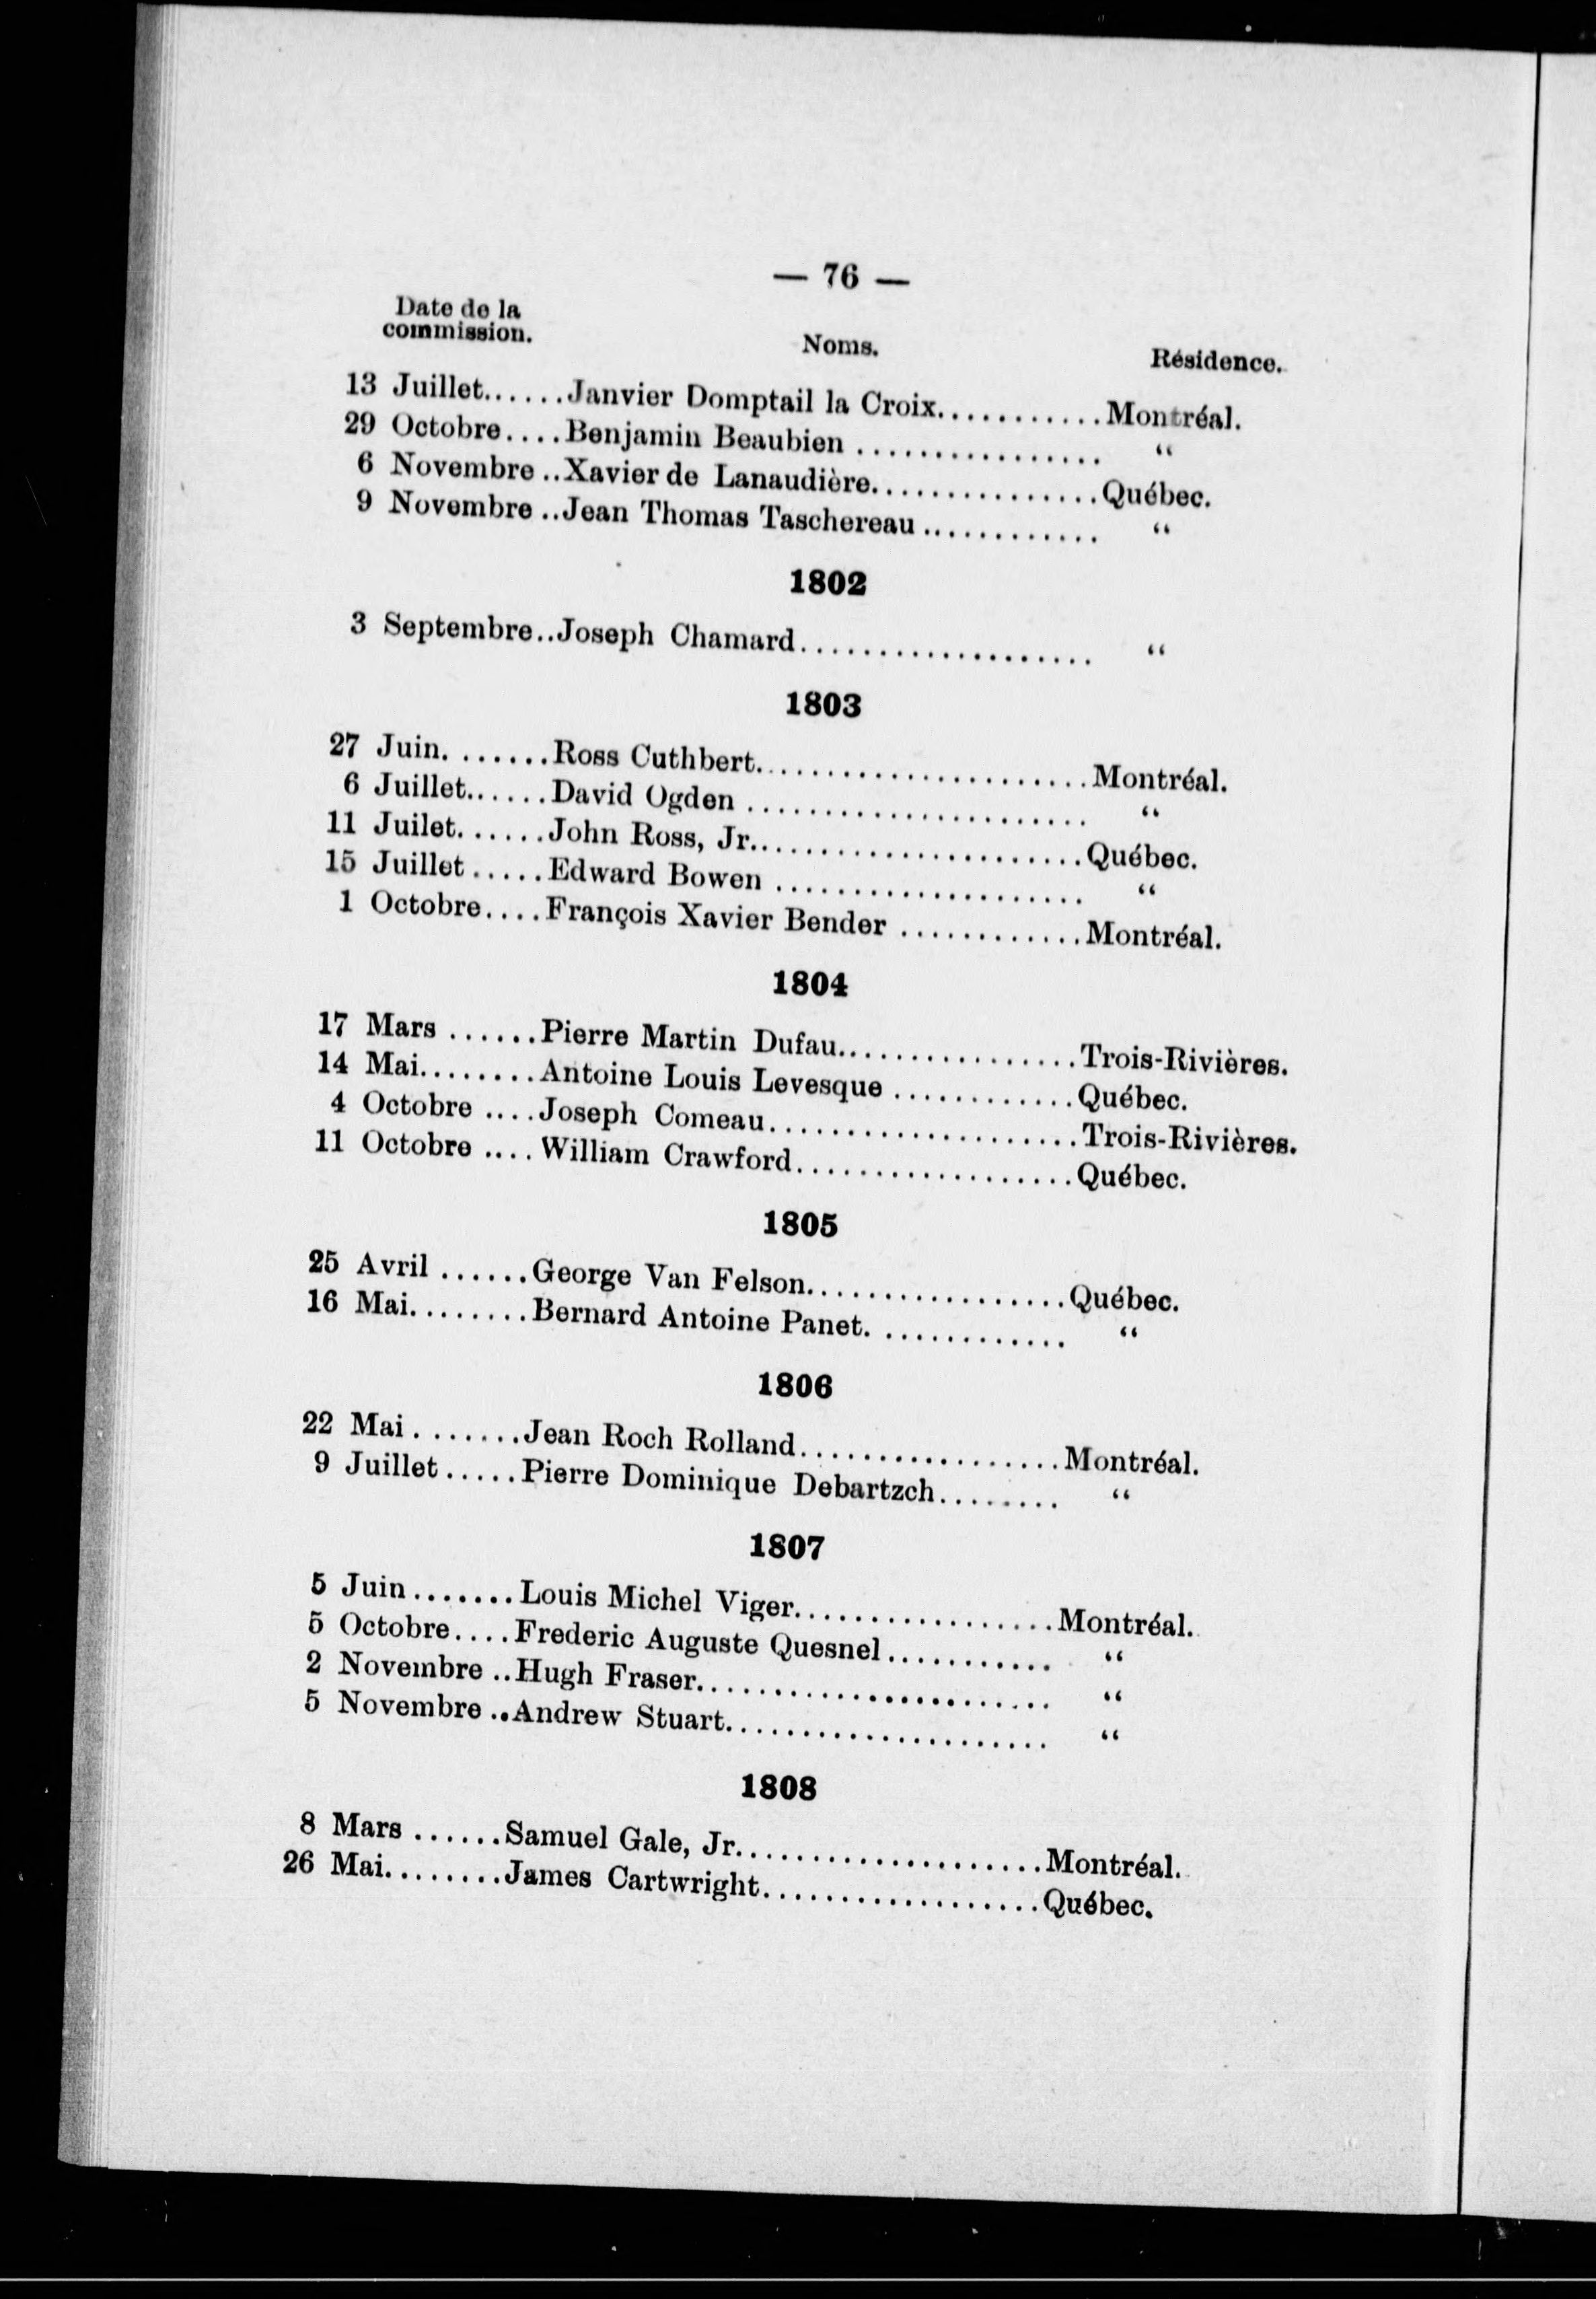 — 76 —
Date de la
commission.
Noms.
Résidence.
13 Juillet......Janvier Domptail la Croix...........Montréal.
29 Octobre....Benjamin Beaubien ................. “
6 Novembre ..Xavier de Lanaudière...............Québec.
9 Novembre ..Jean Thomas Taschereau ............ “
1802
3 Septembre..Joseph Chamard.................... “
1803
27 Juin. ......Ross Cuthbert......................Montréal.
6 Juillet......David Ogden ....................... “
11 Juilet......John Ross, Jr......................Québec.
15 Juillet.....Edward Bowen ..................... “
1 Octobre....François Xavier Bender ............Montréal.
1804
17 Mars ......Pierre Martin Dufau................Trois-Rivières.
14 Mai........Antoine Louis Levesque ............Québec.
4 Octobre ....Joseph Comeau.....................Trois-Rivières.
11 Octobre ....William Crawford...................Québec.
1805
25 Avril ......George Van Felson..................Québec.
16 Mai........Bernard Antoine Panet. ............. “
1806
22 Mai. ......Jean Roch Rolland..................Montréal.
9 Juillet.....Pierre Dominique Debartzch......... “
1807
5 Juin.......Louis Michel Viger..................Montréal.
5 Octobre....Frederic Auguste Quesnel........... “
2 Novembre ..Hugh Fraser........................ “
5 Novembre ..Andrew Stuart...................... “
1808
8 Mars ......Samuel Gale, Jr.....................Montréal.
26 Mai........James Cartwright...................Québec.